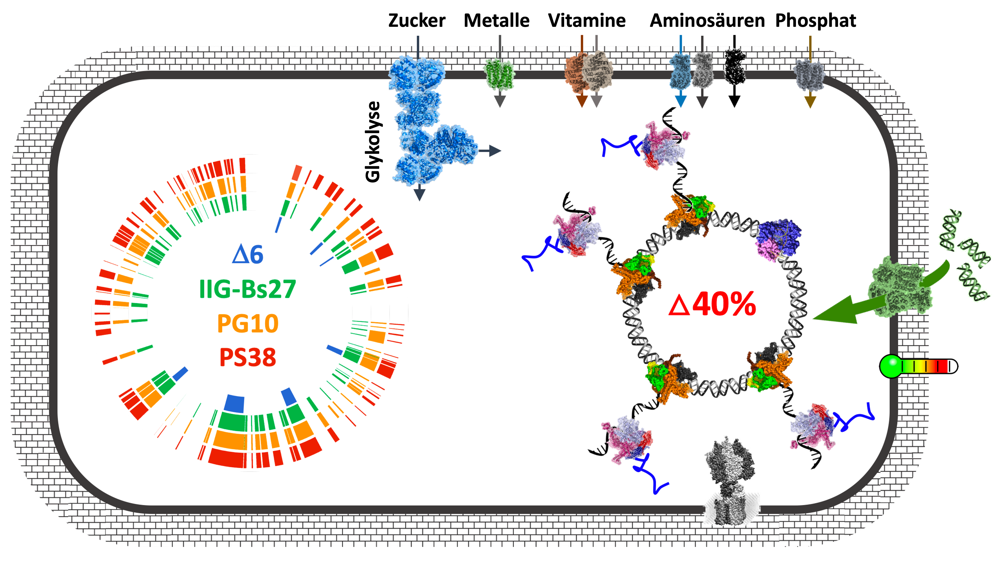 Zucker
Metalle
Vitamine
Aminosäuren
Phosphat
Glykolyse
Δ6
IIG-Bs27
PG10
PS38
Δ40%